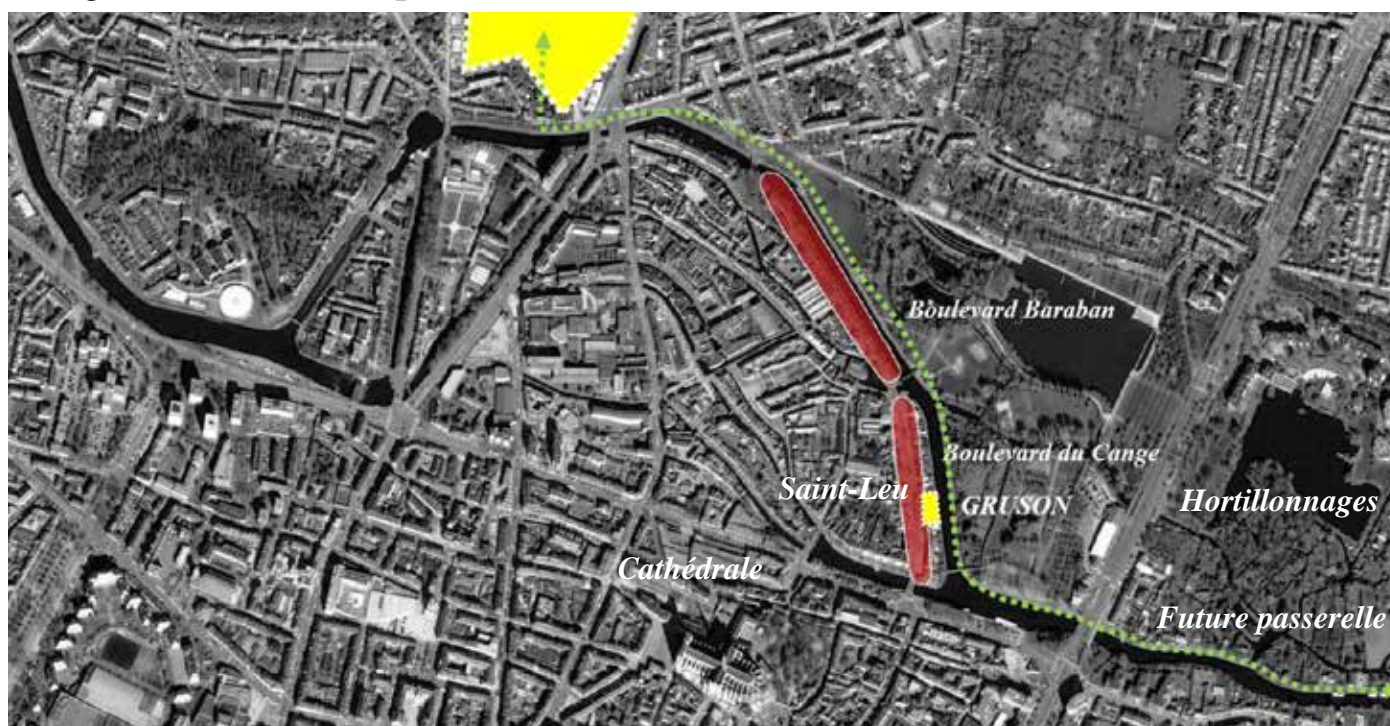 Boulevard Baraban
Boulevard du Cange
Saint-Leu
GRUSON
Hortillonnages
Cathédrale
Future passerelle